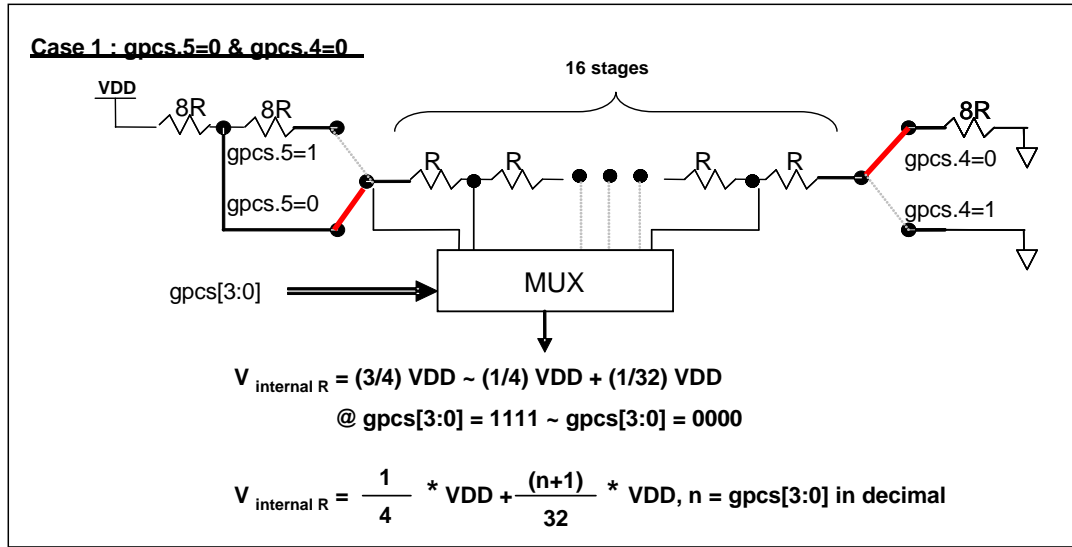 Case 1 : gpcs.5=0 & gpcs.4=0
16 stages
VDD
8R 8R 8R
gpcs.5=1 R R R R gpcs.4=0
gpcs.5=0 gpcs.4=1
MUX
gpcs[3:0]
V internal R = (3/4) VDD ~ (1/4) VDD + (1/32) VDD
@ gpcs[3:0] = 1111 ~ gpcs[3:0] = 0000
V internal R = 1/4 * VDD + (n+1)/32 * VDD, n = gpcs[3:0] in decimal